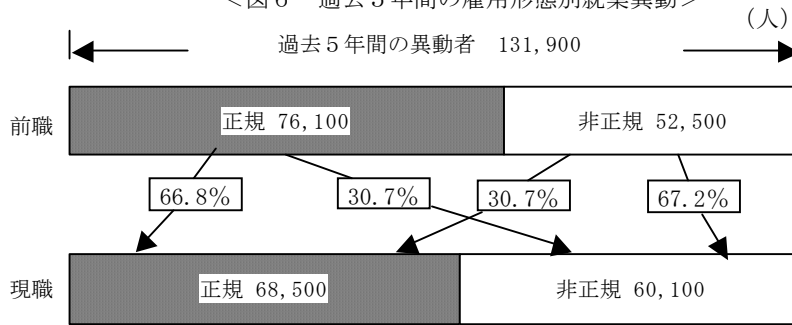 <図6 過去5年間の雇用形態別就業異動>
(人)
過去5年間の異動者 131,900
前職 正規 76,100 非正規 52,500
66.8% 30.7% 30.7% 67.2%
現職 正規 68,500 非正規 60,100